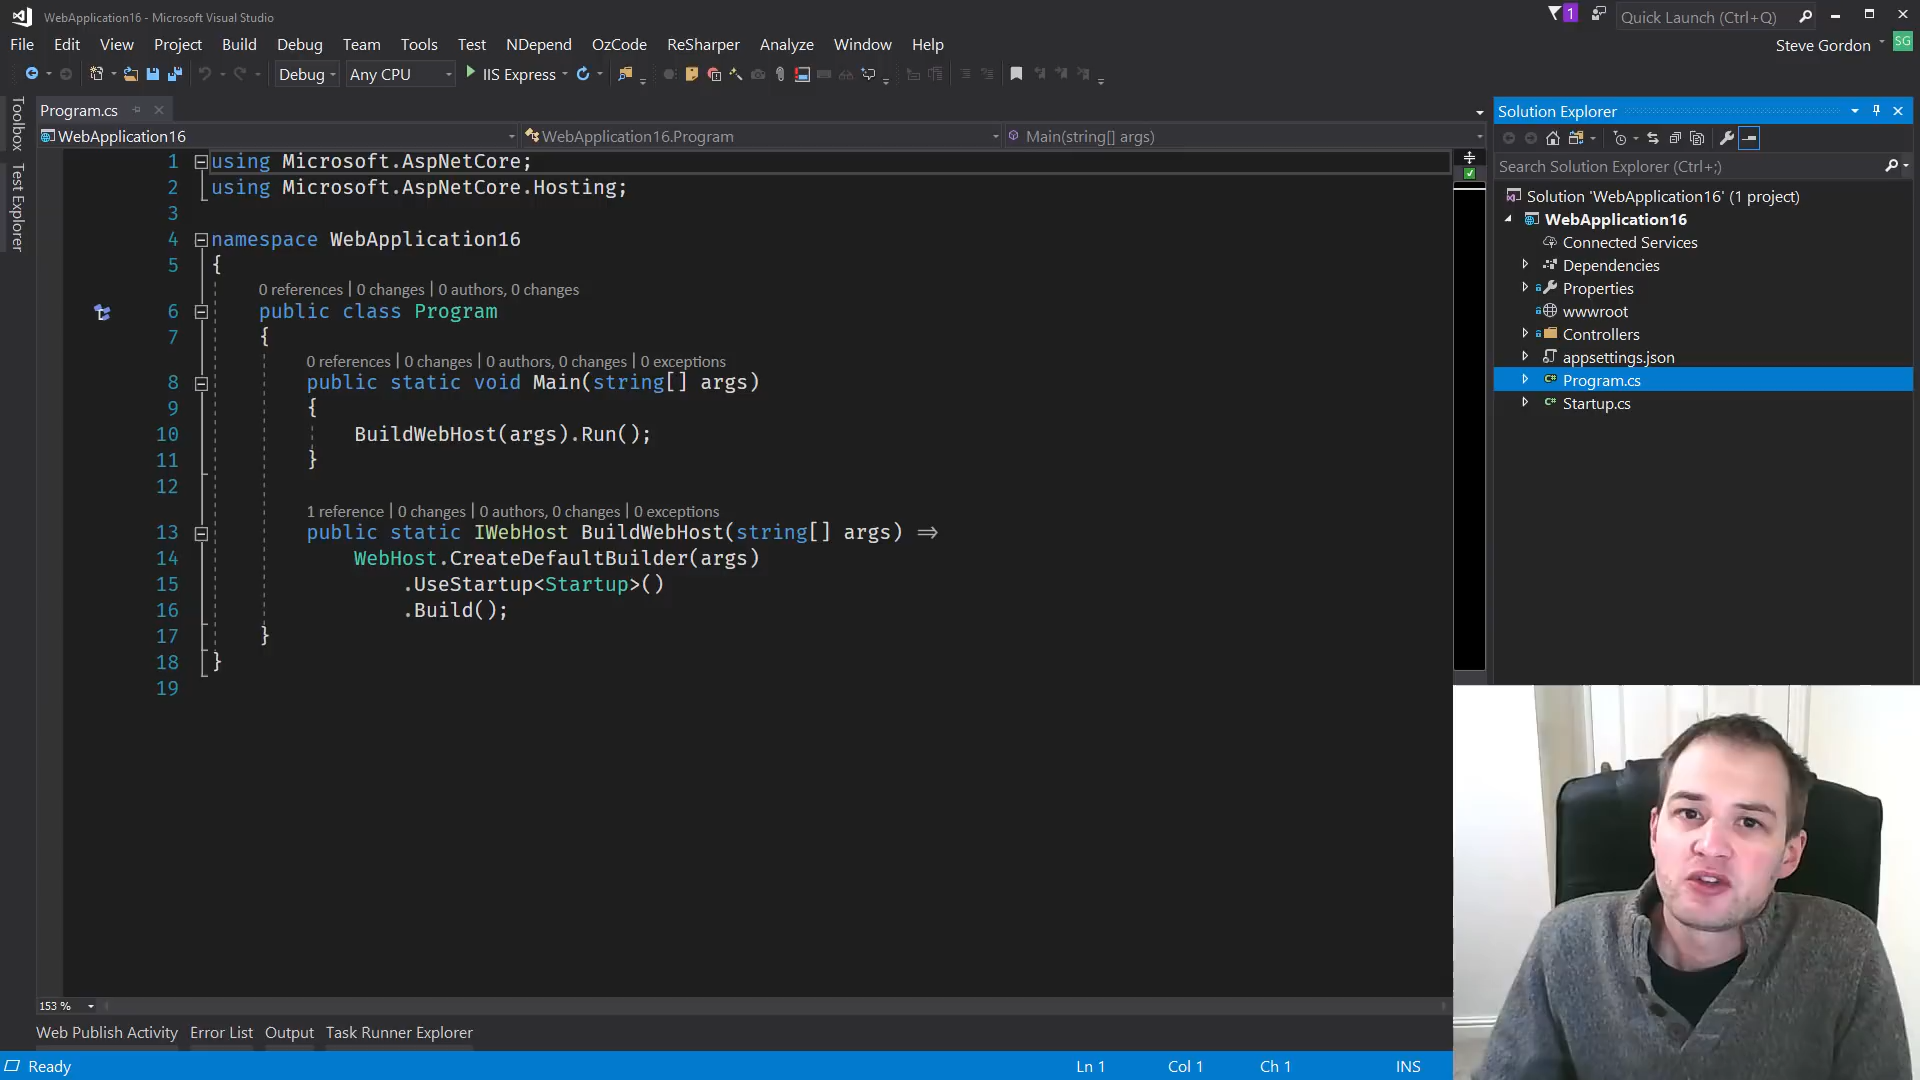 WebApplication16 - Microsoft Visual Studio
1
Quick Launch (Ctrl+Q)
File Edit View Project Build Debug Team Tools Test NDepend OzCode ReSharper Analyze Window Help
Steve Gordon SG
Debug Any CPU IIS Express
Toolbox
Test Explorer
Program.cs
WebApplication16 WebApplication16.Program Main(string[] args)
1 using Microsoft.AspNetCore;
2 using Microsoft.AspNetCore.Hosting;
3
4 namespace WebApplication16
5 {
0 references | 0 changes | 0 authors, 0 changes
6 public class Program
7 {
0 references | 0 changes | 0 authors, 0 changes | 0 exceptions
8 public static void Main(string[] args)
9 {
10 BuildWebHost(args).Run();
11 }
12
1 reference | 0 changes | 0 authors, 0 changes | 0 exceptions
13 public static IWebHost BuildWebHost(string[] args) =>
14 WebHost.CreateDefaultBuilder(args)
15 .UseStartup<Startup>()
16 .Build();
17 }
18 }
19
Solution Explorer
Search Solution Explorer (Ctrl+;)
Solution 'WebApplication16' (1 project)
WebApplication16
Connected Services
Dependencies
Properties
wwwroot
Controllers
appsettings.json
C# Program.cs
C# Startup.cs
153 %
Web Publish Activity Error List Output Task Runner Explorer
Ready Ln 1 Col 1 Ch 1 INS